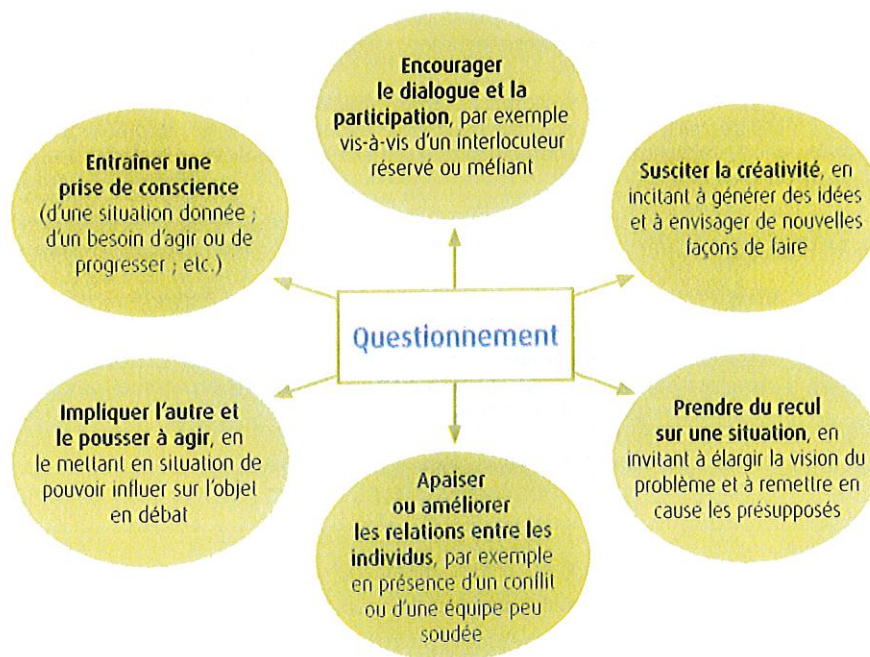 Encourager
le dialogue et la
participation, par exemple
vis-à-vis d'un interlocuteur
réservé ou méfiant
Entraîner une
prise de conscience
(d'une situation donnée ;
d'un besoin d'agir ou de
progresser ; etc.)
Susciter la créativité, en
incitant à générer des idées
et à envisager de nouvelles
façons de faire
Questionnement
Impliquer l'autre et
le pousser à agir, en
le mettant en situation de
pouvoir influer sur l'objet
en débat
Apaiser
ou améliorer
les relations entre les
individus, par exemple
en présence d'un conflit
ou d'une équipe peu
soudée
Prendre du recul
sur une situation, en
invitant à élargir la vision du
problème et à remettre en
cause les présupposés